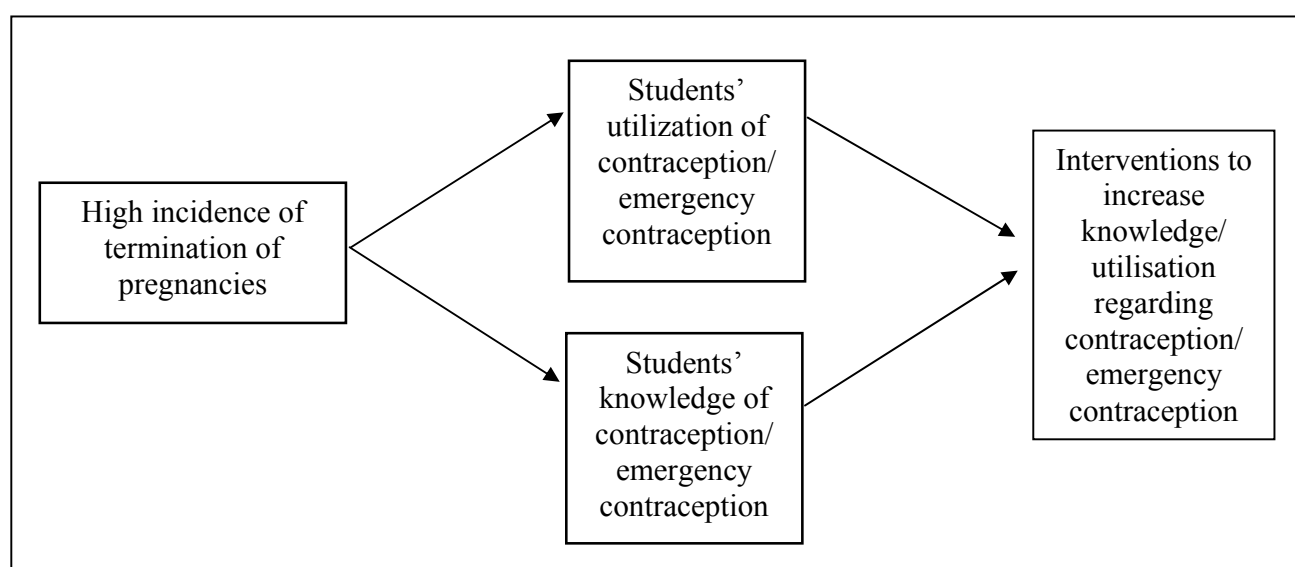 High incidence of
termination of
pregnancies
Students’
utilization of
contraception/
emergency
contraception
Students’
knowledge of
contraception/
emergency
contraception
Interventions to
increase
knowledge/
utilisation
regarding
contraception/
emergency
contraception